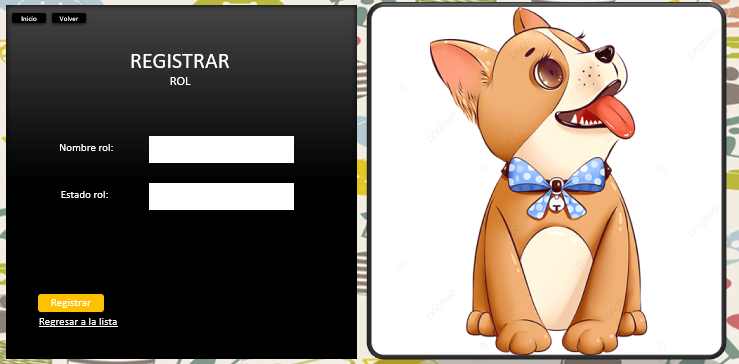 Inicio Volver
REGISTRAR
ROL
Nombre rol:
Estado rol:
Registrar
Regresar a la lista
T